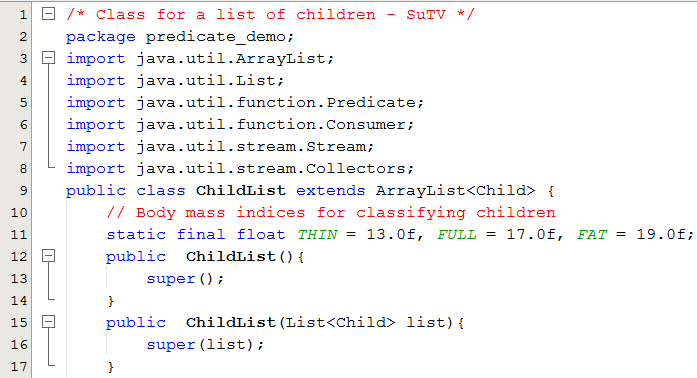 1 /* Class for a list of children - SuTV */
2 package predicate_demo;
3 import java.util.ArrayList;
4 import java.util.List;
5 import java.util.function.Predicate;
6 import java.util.function.Consumer;
7 import java.util.stream.Stream;
8 import java.util.stream.Collectors;
9 public class ChildList extends ArrayList<Child> {
10 // Body mass indices for classifying children
11 static final float THIN = 13.0f, FULL = 17.0f, FAT = 19.0f;
12 public  ChildList(){
13 super();
14 }
15 public  ChildList(List<Child> list){
16 super(list);
17 }